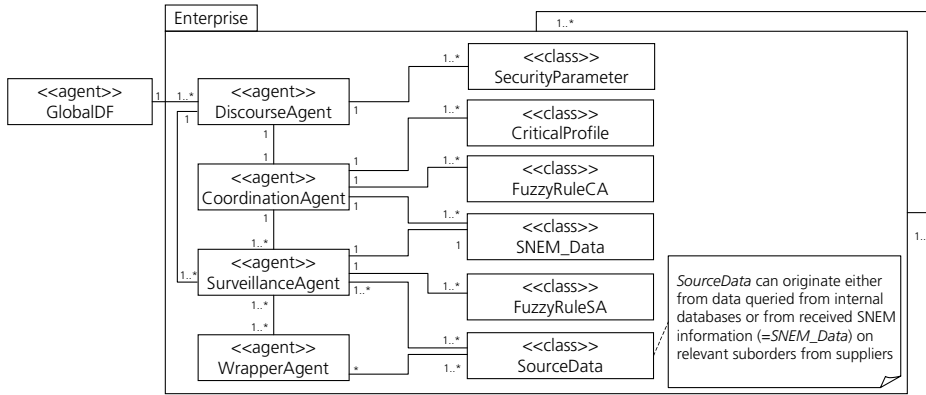 Enterprise
1..*
<<agent>>
GlobalDF
1
1..*
<<agent>>
DiscourseAgent
1
1
1..*
<<class>>
SecurityParameter
1
1
<<agent>>
CoordinationAgent
1
1..*
<<class>>
CriticalProfile
1
1..*
<<class>>
FuzzyRuleCA
1
1..*
<<class>>
SNEM_Data
1
1
1..*
1..*
<<agent>>
SurveillanceAgent
1
1
1..*
1..*
<<class>>
FuzzyRuleSA
1..*
1..*
<<agent>>
WrapperAgent
*
1..*
1..*
<<class>>
SourceData
SourceData can originate either
from data queried from internal
databases or from received SNEM
information (=SNEM_Data) on
relevant suborders from suppliers
1..